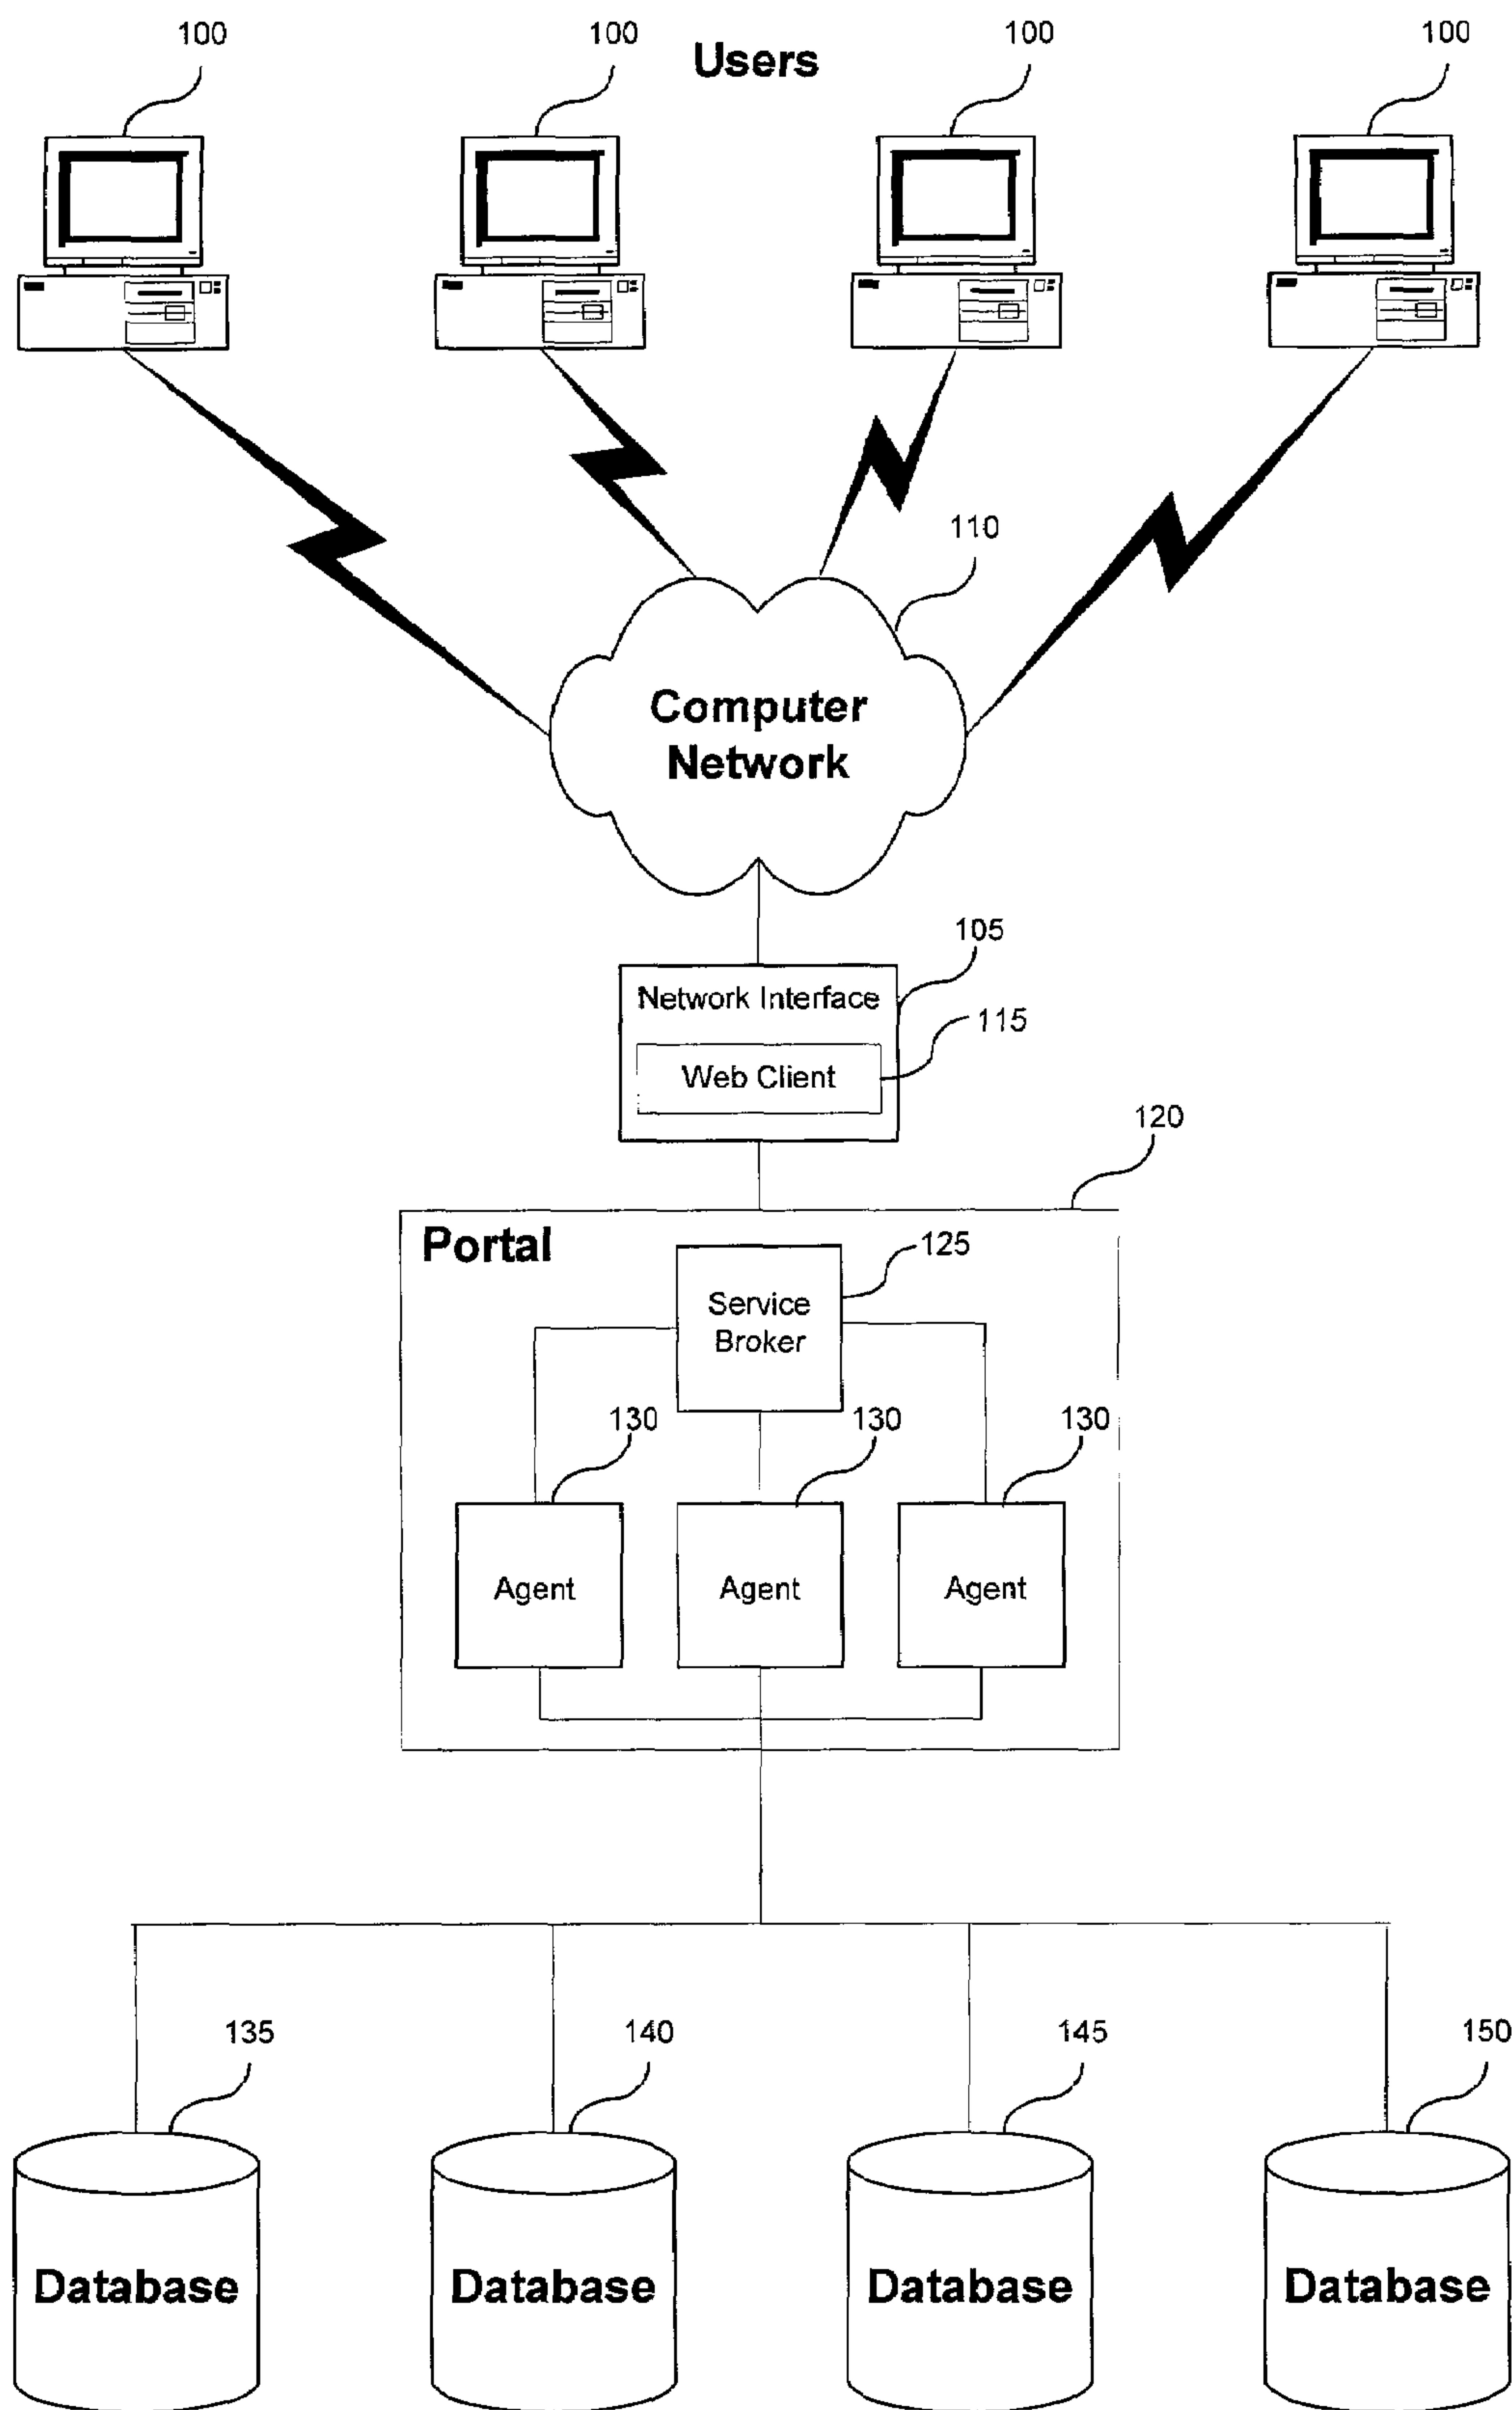 100
100
Users
100
100
110
Computer
Network
105
Network Interface
115
Web Client
120
Portal
125
Service
Broker
130
130
130
Agent
Agent
Agent
135
140
145
150
Database
Database
Database
Database